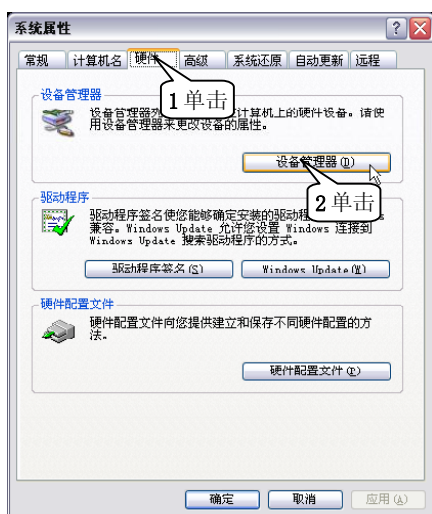 系统属性
常规 计算机名 硬件 高级 系统还原 自动更新 远程
1单击
设备管理器
设备管理器 计算机上的硬件设备。请使
用设备管理器来更改设备的属性。
设备管理器(D)
2单击
驱动程序
驱动程序签名使您能够确定安装的驱动程
兼容。Windows Update 允许您设置 Windows 连接到
Windows Update 搜索驱动程序的方式。
驱动程序签名(S) Windows Update(W)
硬件配置文件
硬件配置文件向您提供建立和保存不同硬件配置的方
法。
硬件配置文件(P)
确定 取消 应用(A)